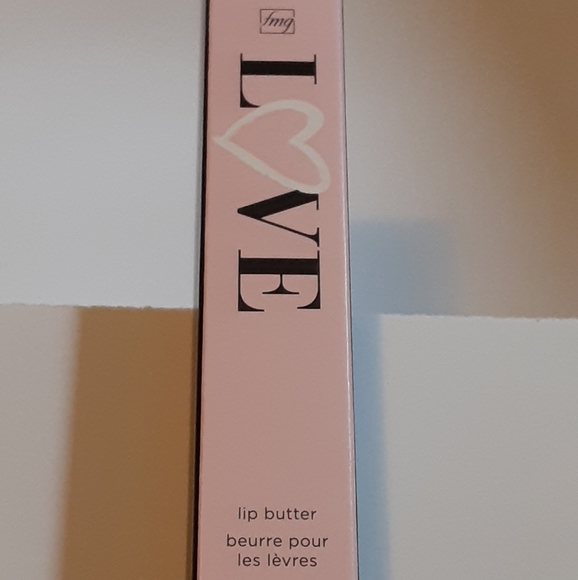 fmg
LOVE
lip butter
beurre pour
les lèvres